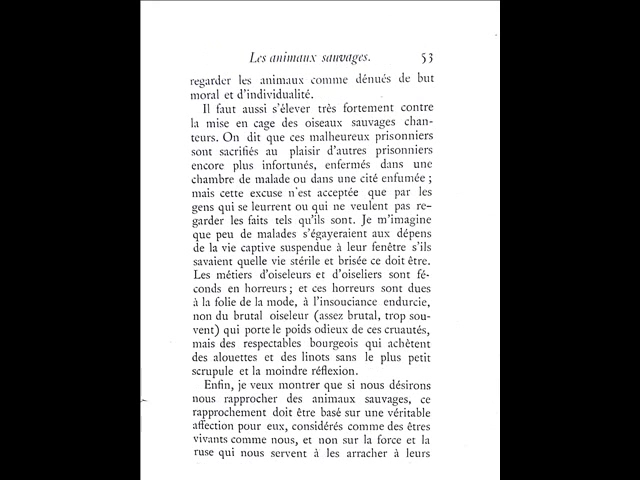 Les animaux sauvages. 53
regarder les animaux comme dénués de but
moral et d'individualité.
Il faut aussi s'élever très fortement contre
la mise en cage des oiseaux sauvages chan-
teurs. On dit que ces malheureux prisonniers
sont sacrifiés au plaisir d'autres prisonniers
encore plus infortunés, enfermés dans une
chambre de malade ou dans une cité enfumée ;
mais cette excuse n'est acceptée que par les
gens qui se leurrent ou qui ne veulent pas re-
garder les faits tels qu'ils sont. Je m'imagine
que peu de malades s'égayeraient aux dépens
de la vie captive suspendue à leur fenêtre s'ils
savaient quelle vie stérile et brisée ce doit être.
Les métiers d'oiseleurs et d'oiseliers sont fé-
conds en horreurs ; et ces horreurs sont dues
à la folie de la mode, à l'insouciance endurcie,
non du brutal oiseleur (assez brutal, trop sou-
vent) qui porte le poids odieux de ces cruautés,
mais des respectables bourgeois qui achètent
des alouettes et des linots sans le plus petit
scrupule et la moindre réflexion.
Enfin, je veux montrer que si nous désirons
nous rapprocher des animaux sauvages, ce
rapprochement doit être basé sur une véritable
affection pour eux, considérés comme des êtres
vivants comme nous, et non sur la force et la
ruse qui nous servent à les arracher à leurs